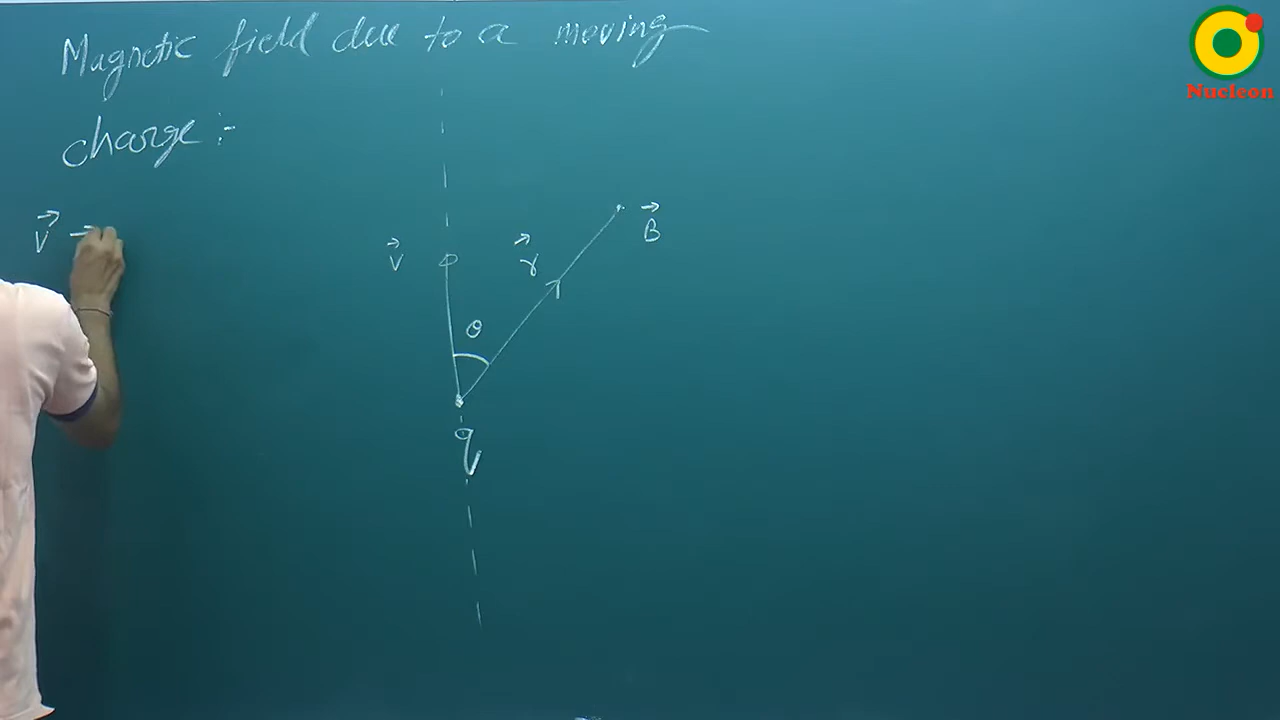 Magnetic field due to a moving
charge :-
Nucleon
v⃗ →
v⃗
r⃗
B⃗
θ
q